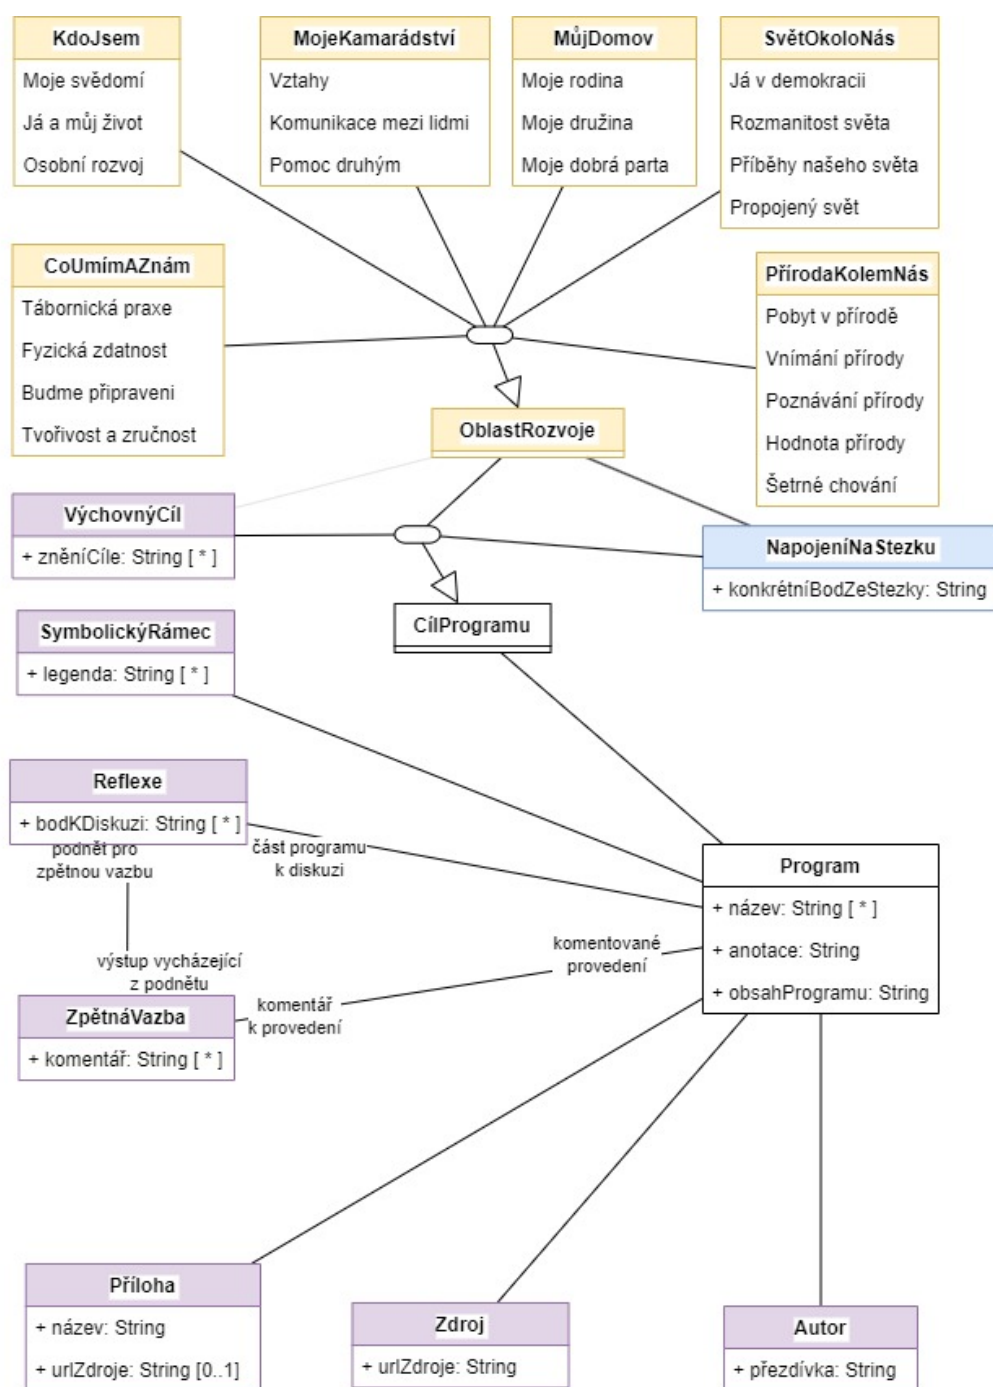 KdoJsem
Moje svědomí
Já a můj život
Osobní rozvoj
MojeKamarádství
Vztahy
Komunikace mezi lidmi
Pomoc druhým
MůjDomov
Moje rodina
Moje družina
Moje dobrá parta
SvětOkoloNás
Já v demokracii
Rozmanitost světa
Příběhy našeho světa
Propojený svět
CoUmímAZnám
Tábornická praxe
Fyzická zdatnost
Budme připraveni
Tvořivost a zručnost
PřírodaKolemNás
Pobyt v přírodě
Vnímání přírody
Poznávání přírody
Hodnota přírody
Šetrné chování
OblastRozvoje
VýchovnýCíl
+ zněníCíle: String [ * ]
NapojeníNaStezku
+ konkrétníBodZeStezky: String
CílProgramu
SymbolickýRámec
+ legenda: String [ * ]
Reflexe
+ bodKDiskuzi: String [ * ]
podnět pro
zpětnou vazbu
část programu
k diskuzi
Program
+ název: String [ * ]
+ anotace: String
+ obsahProgramu: String
komentované
provedení
výstup vycházející
z podnětu
komentář
k provedení
ZpětnáVazba
+ komentář: String [ * ]
Příloha
+ název: String
+ urlZdroje: String [0..1]
Zdroj
+ urlZdroje: String
Autor
+ přezdívka: String